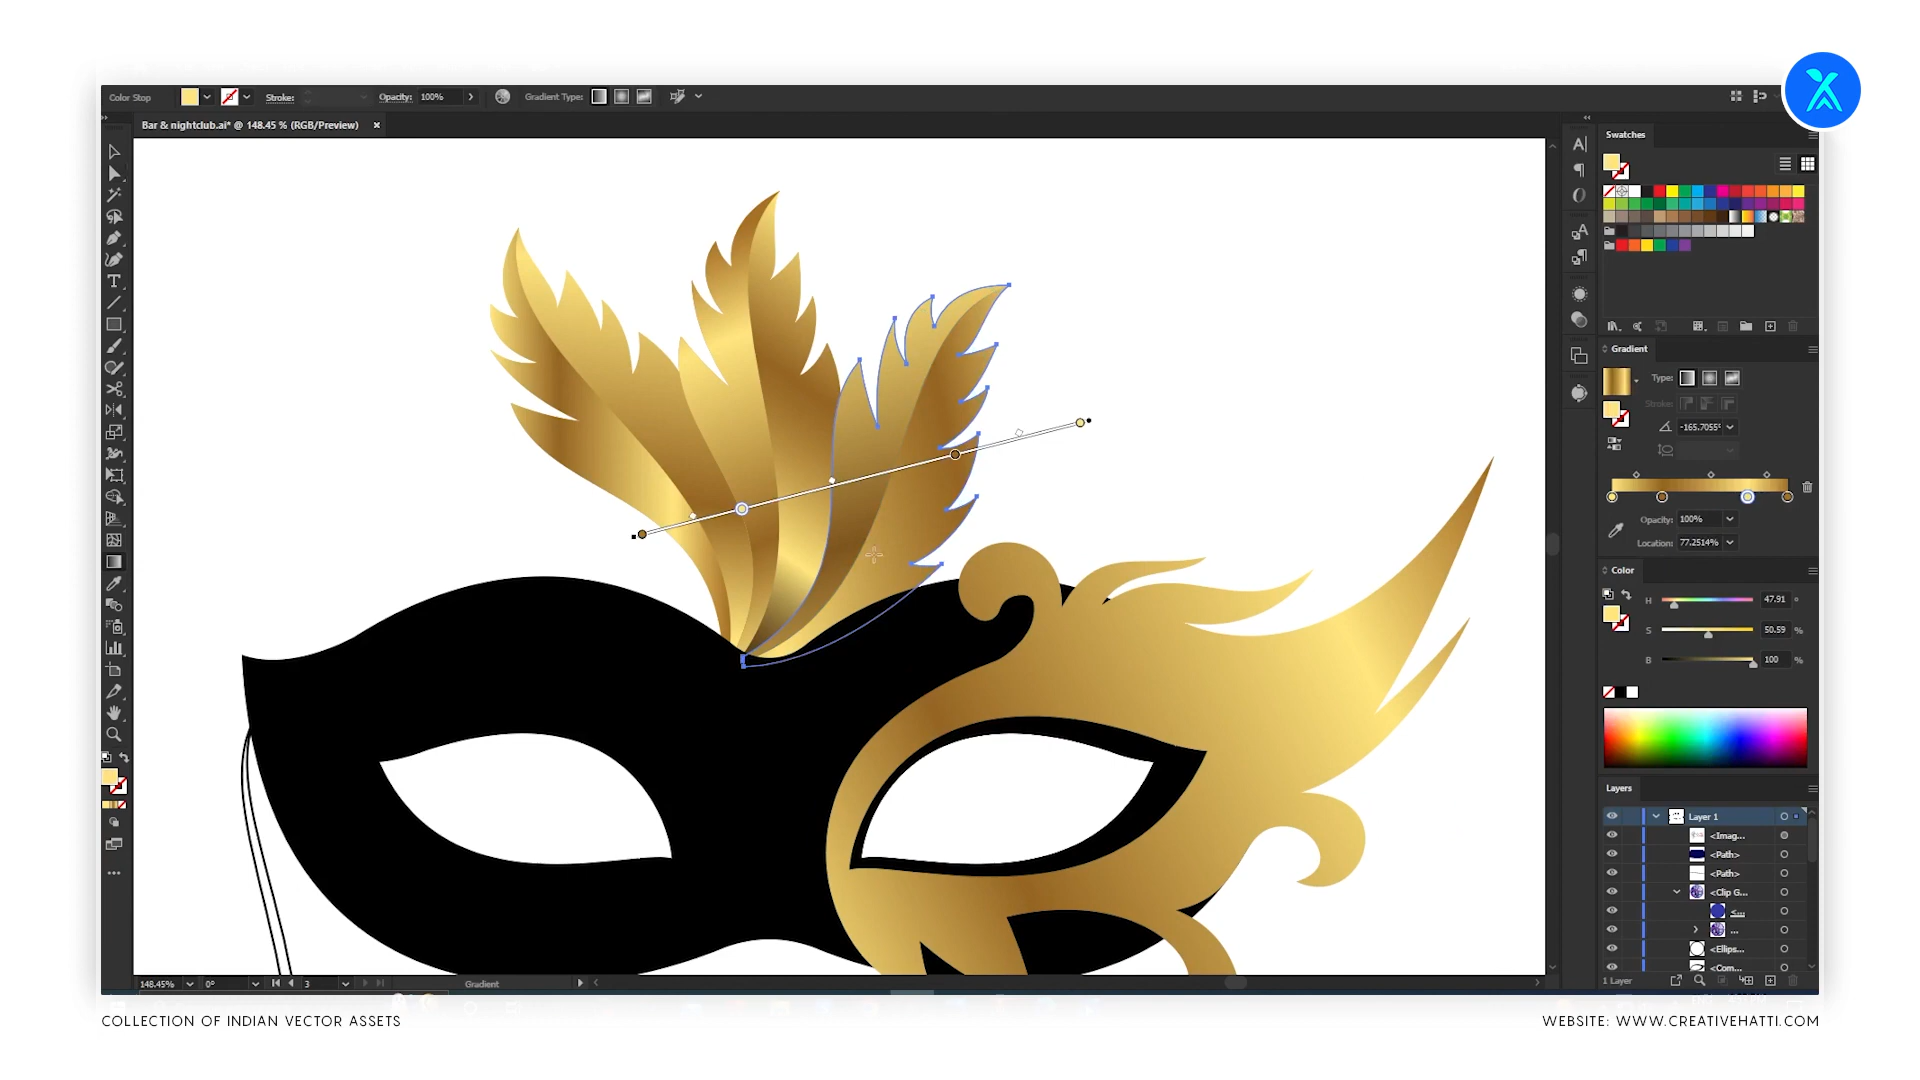 Color Stop Stroke: Opacity: 100% Gradient Type:
Bar & nightclub.ai* @ 148.45 % (RGB/Preview) ×
Swatches
Gradient
Type:
Stroke:
-165.7055°
Opacity: 100%
Location: 77.2514%
Color
H 47.91 °
S 50.59 %
B 100 %
Layers
Layer 1
<Imag...
<Path>
<Path>
<Clip G...
<...
...
<Ellips...
<Com...
1 Layer
148.45% 0° 3 Gradient
COLLECTION OF INDIAN VECTOR ASSETS
WEBSITE: WWW.CREATIVEHATTI.COM